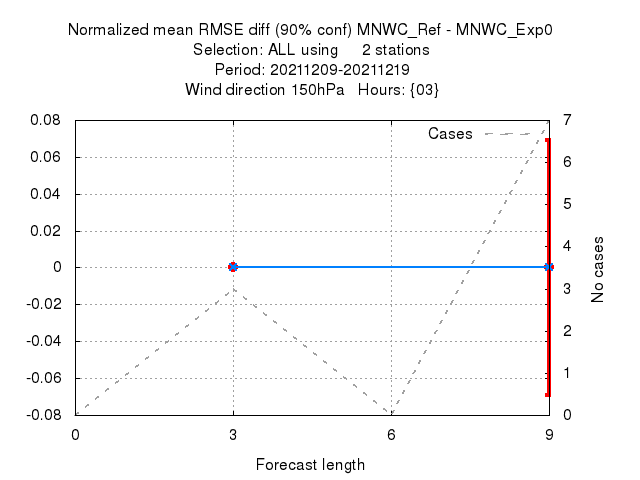 Normalized mean RMSE diff (90% conf) MNWC_Ref - MNWC_Exp0
Selection: ALL using 2 stations
Period: 20211209-20211219
Wind direction 150hPa Hours: {03}
Cases
0.08
0.06
0.04
0.02
0
-0.02
-0.04
-0.06
-0.08
7
6
5
4
3
2
1
0
No cases
0 3 6 9
Forecast length